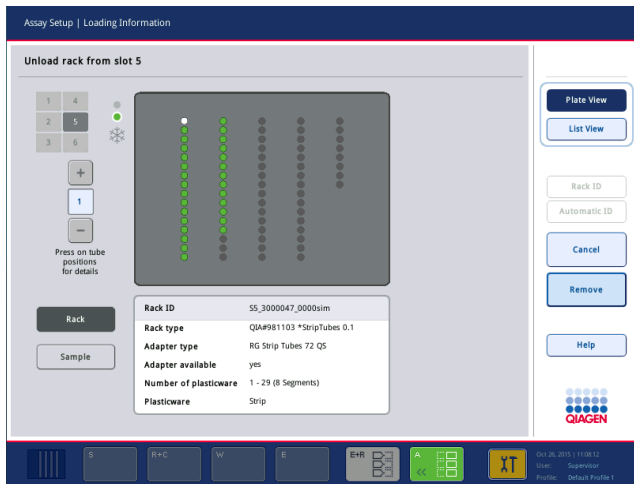 Assay Setup | Loading Information
Unload rack from slot 5
1 4
2 5
3 6
+
1
−
Press on tube
positions
for details
Rack
Sample
Rack ID S5_3000047_0000sim
Rack type QIA#981103 *StripTubes 0.1
Adapter type RG Strip Tubes 72 QS
Adapter available yes
Number of plasticware 1 - 29 (8 Segments)
Plasticware Strip
Plate View
List View
Rack ID
Automatic ID
Cancel
Remove
Help
QIAGEN
S
R+C
W
E
E+R
A
Oct 26, 2015 | 11:08:12
User: Supervisor
Profile: Default Profile 1